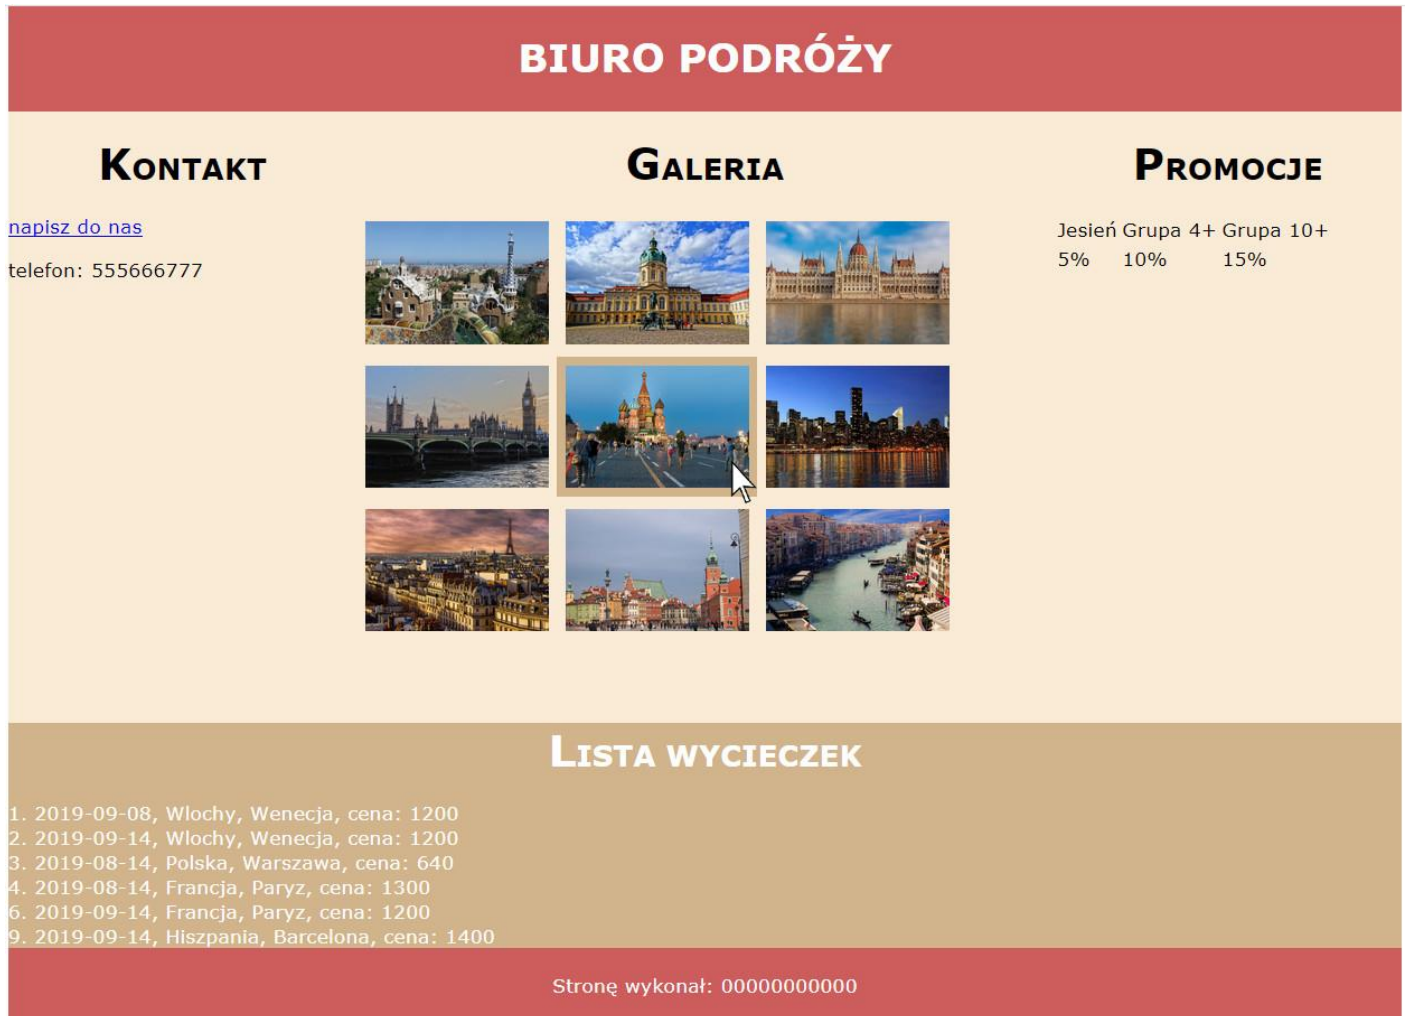 BIURO PODRÓŻY
Kontakt
napisz do nas
telefon: 555666777
Galeria
Promocje
Jesień Grupa 4+ Grupa 10+
5% 10% 15%
Lista wycieczek
1. 2019-09-08, Wlochy, Wenecja, cena: 1200
2. 2019-09-14, Wlochy, Wenecja, cena: 1200
3. 2019-08-14, Polska, Warszawa, cena: 640
4. 2019-08-14, Francja, Paryz, cena: 1300
6. 2019-09-14, Francja, Paryz, cena: 1200
9. 2019-09-14, Hiszpania, Barcelona, cena: 1400
Stronę wykonał: 00000000000